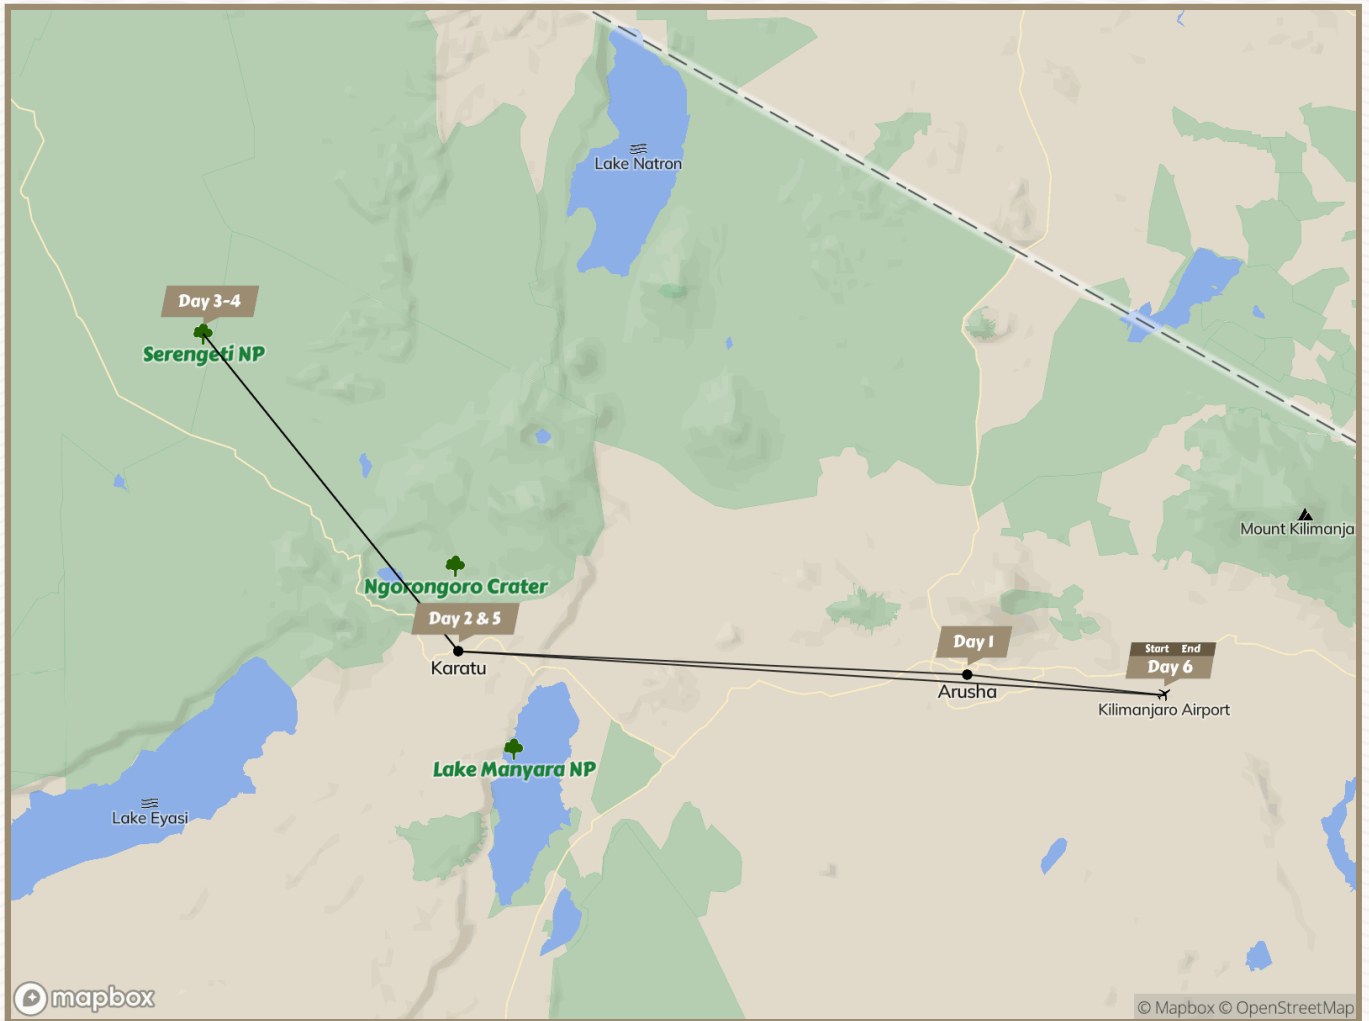 Lake Natron
Day 3-4
Serengeti NP
Mount Kilimanja
Ngorongoro Crater
Day 2 & 5
Karatu
Day 1
Arusha
Start End
Day 6
Kilimanjaro Airport
Lake Manyara NP
Lake Eyasi
mapbox
© Mapbox © OpenStreetMap